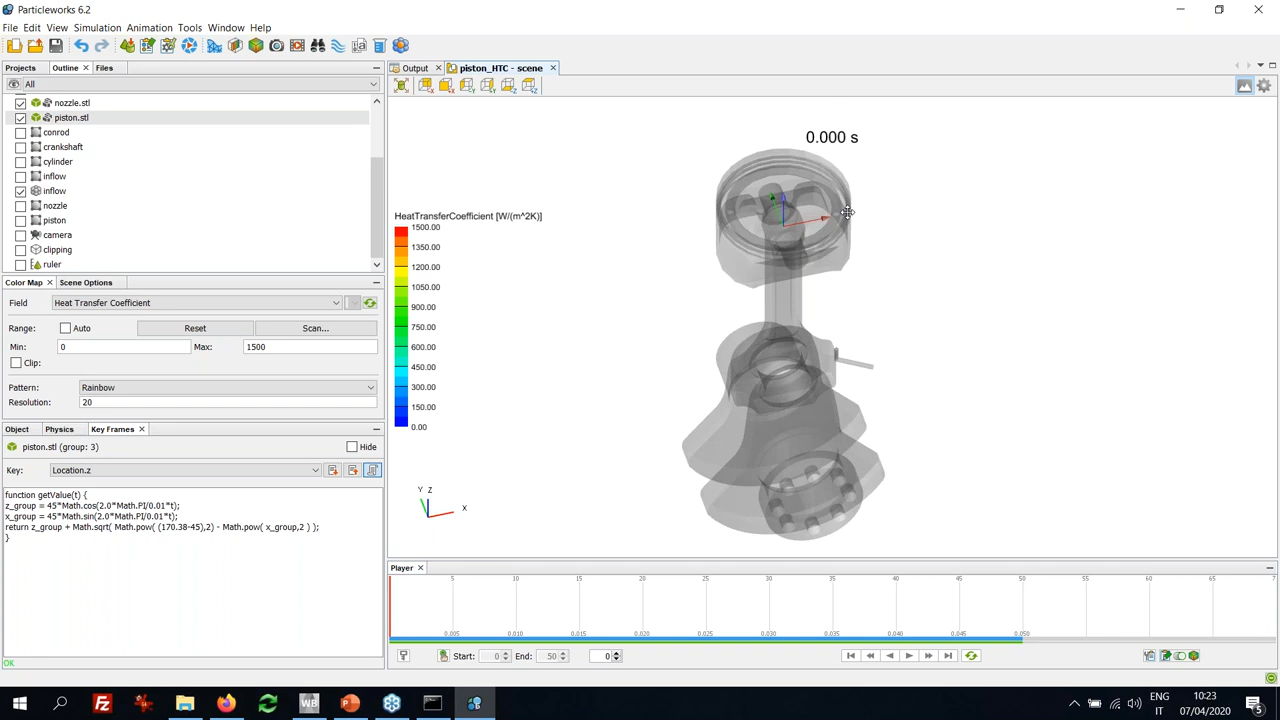 Particleworks 6.2
File Edit View Simulation Animation Tools Window Help
Projects Outline Files
All
nozzle.stl
piston.stl
conrod
crankshaft
cylinder
inflow
inflow
nozzle
piston
camera
clipping
ruler
Color Map Scene Options
Field Heat Transfer Coefficient
Range: Auto Reset Scan...
Min: 0 Max: 1500
Clip:
Pattern: Rainbow
Resolution: 20
Object Physics Key Frames
piston.stl (group: 3) Hide
Key: Location.z
function getValue(t) {
z_group = 45*Math.cos(2.0*Math.PI/0.01*t);
x_group = 45*Math.sin(2.0*Math.PI/0.01*t);
return z_group + Math.sqrt( Math.pow( (170.38-45),2) - Math.pow( x_group,2 ) );
}
OK
Output piston_HTC - scene
0.000 s
HeatTransferCoefficient [W/(m^2K)]
1500.00
1350.00
1200.00
1050.00
900.00
750.00
600.00
450.00
300.00
150.00
0.00
Y Z
X
Player
5 10 15 20 25 30 35 40 45 50 55 60 65 7
0.005 0.010 0.015 0.020 0.025 0.030 0.035 0.040 0.045 0.050
Start: 0 End: 50 0
WB
ENG 10:23
IT 07/04/2020
5